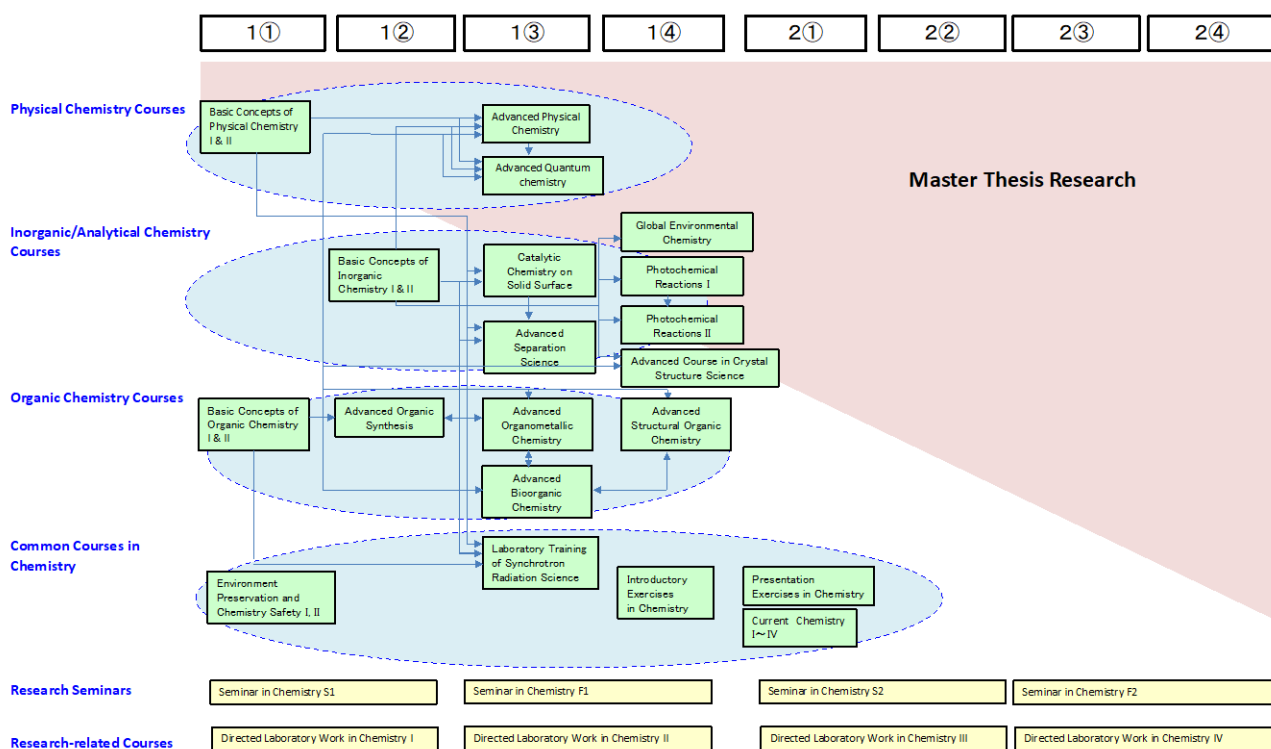 1① 1② 1③ 1④ 2① 2② 2③ 2④
Physical Chemistry Courses
Basic Concepts of
Physical Chemistry
I & II
Advanced Physical
Chemistry
Advanced Quantum
chemistry
Master Thesis Research
Inorganic/Analytical Chemistry
Courses
Basic Concepts of
Inorganic
Chemistry I & II
Catalytic
Chemistry on
Solid Surface
Advanced
Separation
Science
Global Environmental
Chemistry
Photochemical
Reactions I
Photochemical
Reactions II
Advanced Course in Crystal
Structure Science
Organic Chemistry Courses
Basic Concepts of
Organic Chemistry
I & II
Advanced Organic
Synthesis
Advanced
Organometallic
Chemistry
Advanced
Structural Organic
Chemistry
Advanced
Bioorganic
Chemistry
Common Courses in
Chemistry
Environment
Preservation and
Chemistry Safety I, II
Laboratory Training
of Synchrotron
Radiation Science
Introductory
Exercises
in Chemistry
Presentation
Exercises in Chemistry
Current Chemistry
I～IV
Research Seminars
Seminar in Chemistry S1
Seminar in Chemistry F1
Seminar in Chemistry S2
Seminar in Chemistry F2
Research-related Courses
Directed Laboratory Work in Chemistry I
Directed Laboratory Work in Chemistry II
Directed Laboratory Work in Chemistry III
Directed Laboratory Work in Chemistry IV